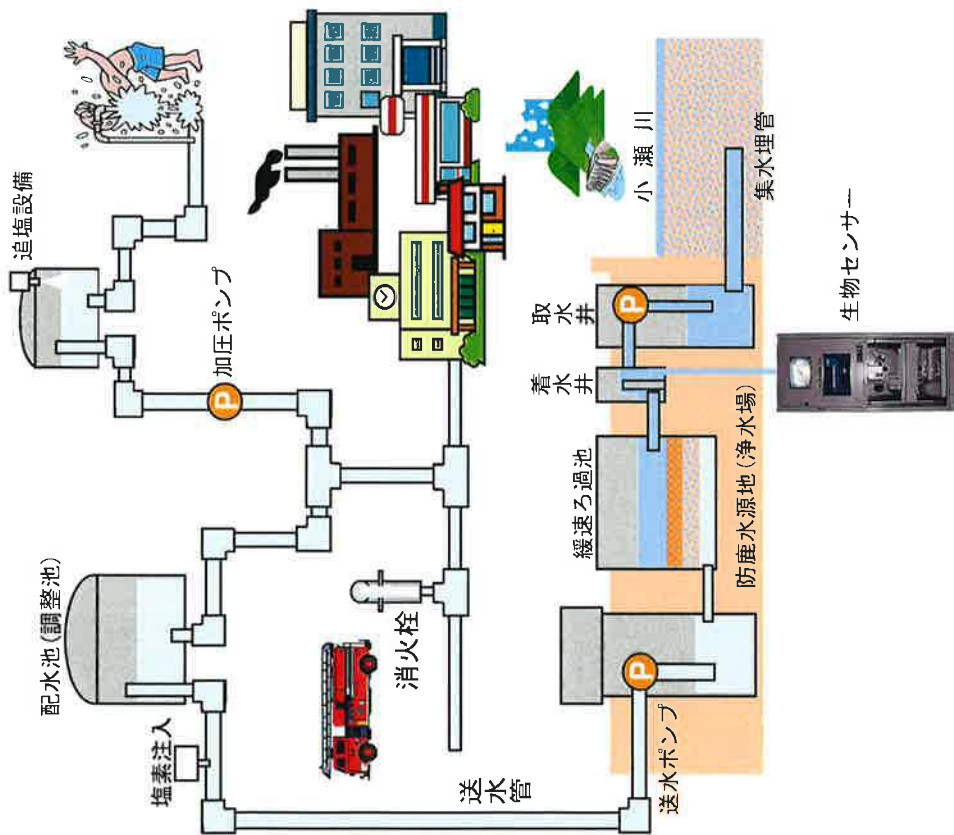 追塩設備
加圧ポンプ
配水池(調整池)
塩素注入
消火栓
送水管
小瀬川
集水埋管
取水井
着水井
緩速ろ過池
防鹿水源地(浄水場)
送水ポンプ
生物センサー
P
P
P